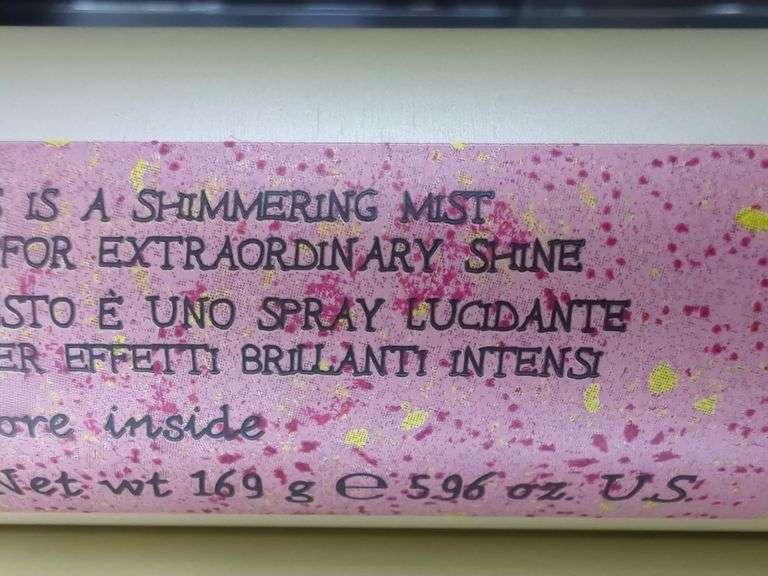 S IS A SHIMMERING MIST
FOR EXTRAORDINARY SHINE
STO È UNO SPRAY LUCIDANTE
ER EFFETTI BRILLANTI INTENSI
ore inside
Net wt 169 g e 5.96 oz. U.S.